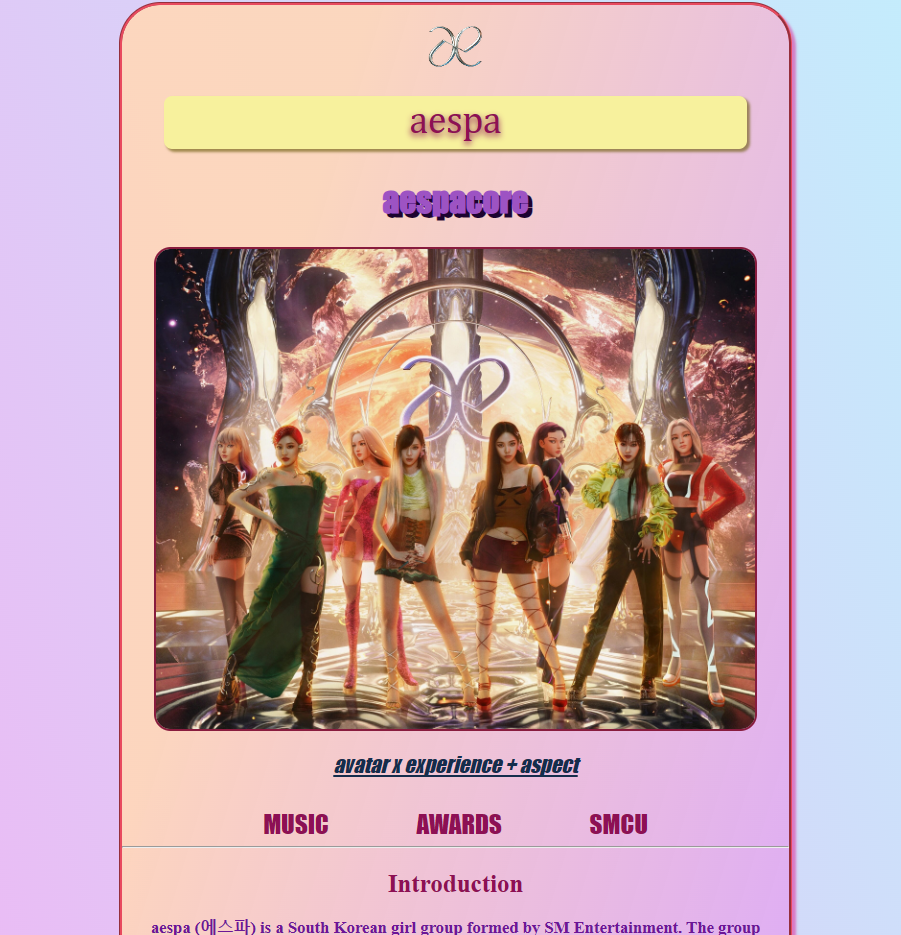 æ
aespa
aespacore
æ
avatar x experience + aspect
MUSIC AWARDS SMCU
Introduction
aespa (에스파) is a South Korean girl group formed by SM Entertainment. The group